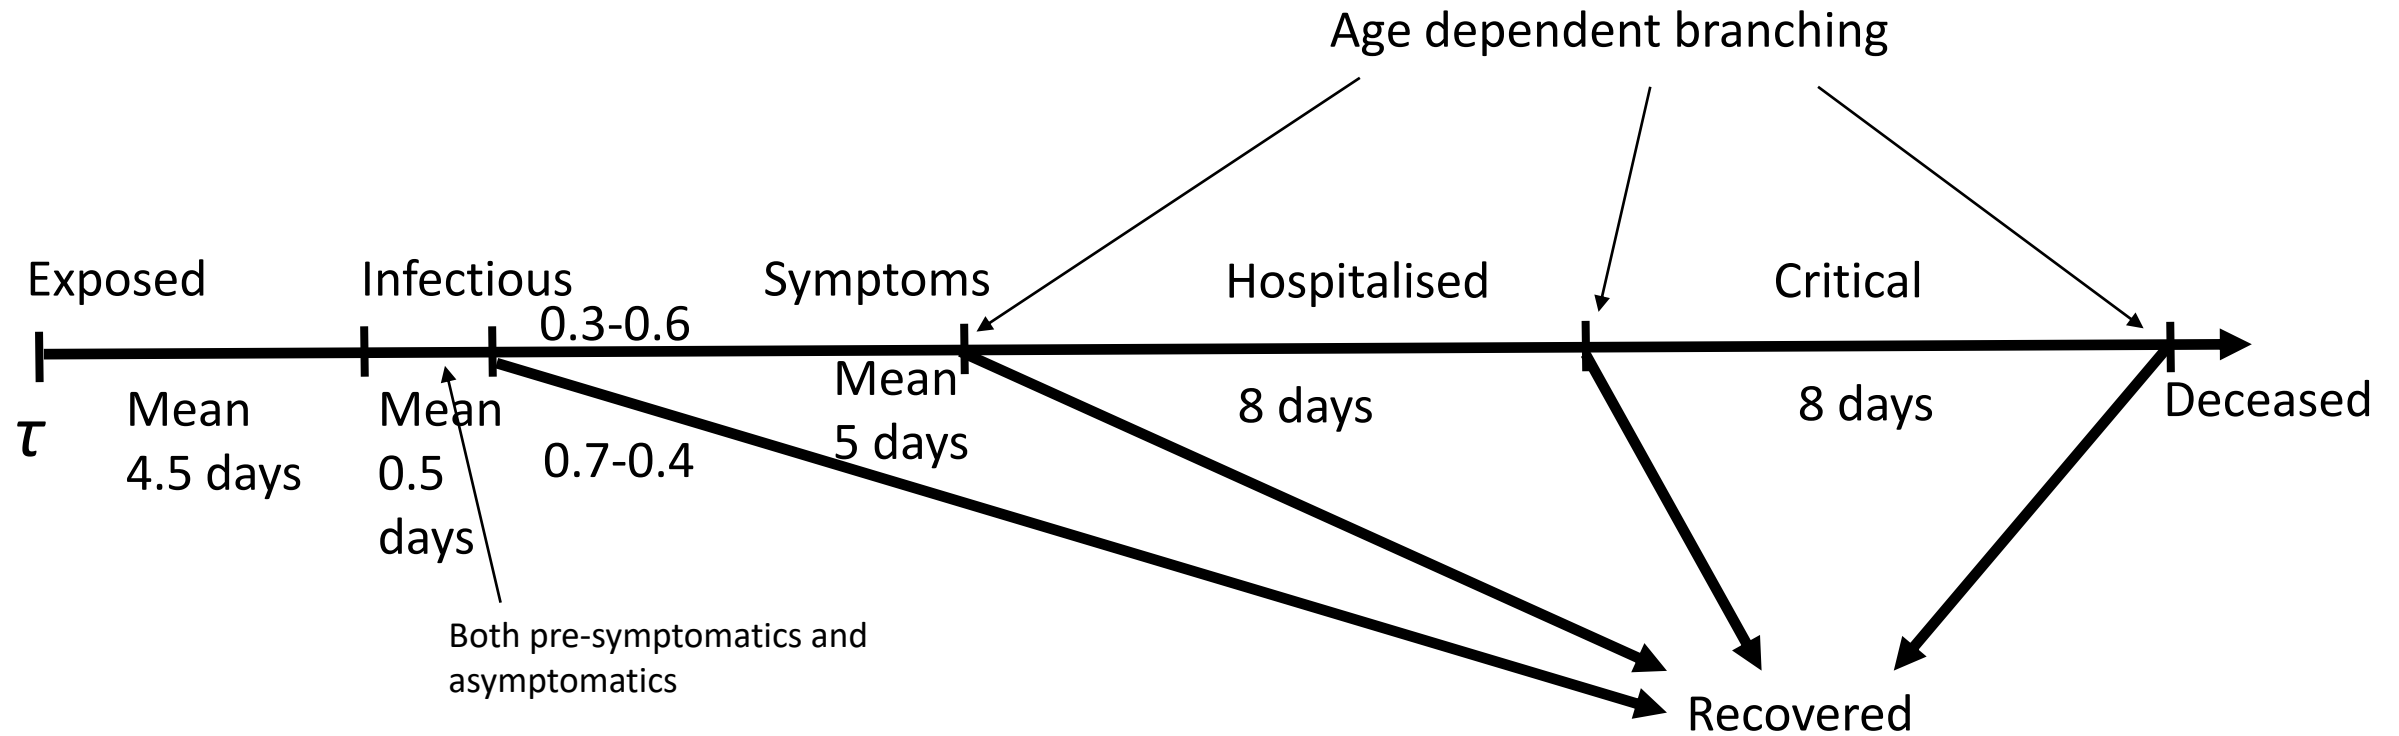 Age dependent branching
Exposed
Infectious
Symptoms
Hospitalised
Critical
0.3-0.6
τ
Mean
4.5 days
Mean
0.5
days
0.7-0.4
Mean
5 days
8 days
8 days
Deceased
Both pre-symptomatics and
asymptomatics
Recovered